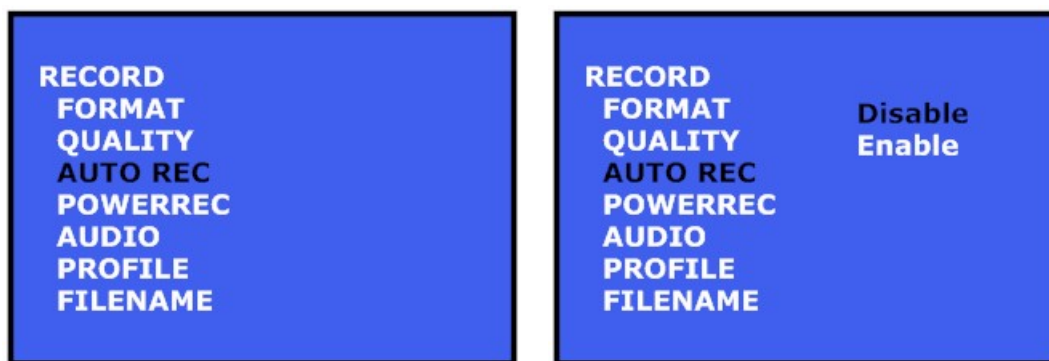 RECORD
FORMAT
QUALITY
AUTO REC
POWERREC
AUDIO
PROFILE
FILENAME
RECORD
FORMAT
QUALITY
AUTO REC
POWERREC
AUDIO
PROFILE
FILENAME
Disable
Enable